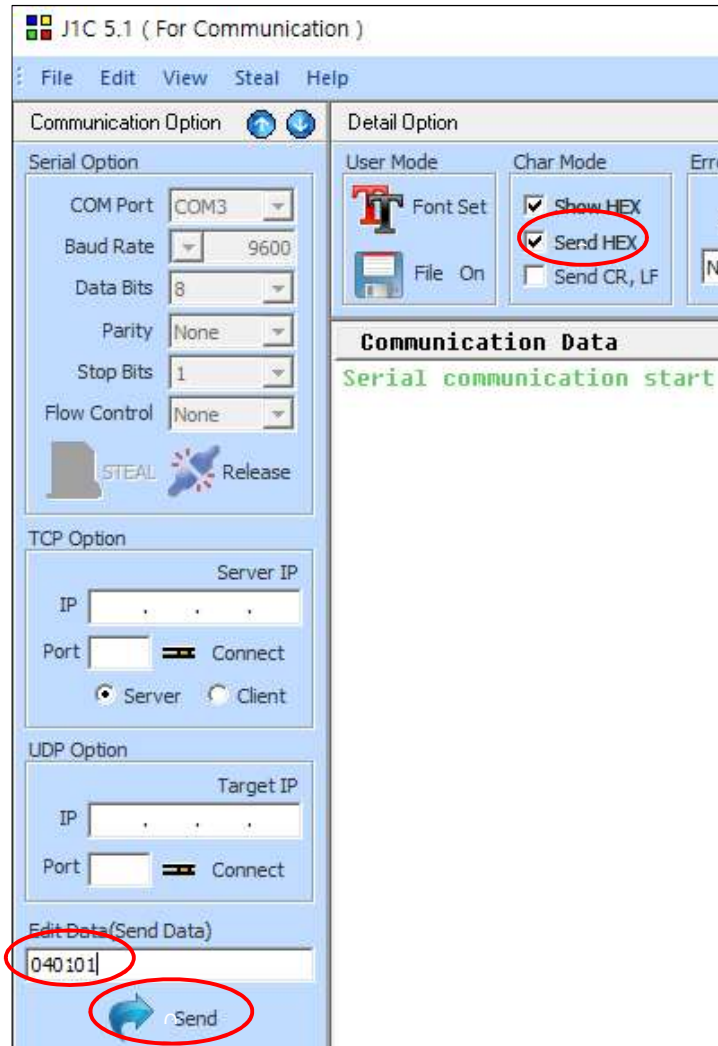 J1C 5.1 ( For Communication )
File Edit View Steal Help
Communication Option
Serial Option
COM Port COM3
Baud Rate 9600
Data Bits 8
Parity None
Stop Bits 1
Flow Control None
STEAL Release
TCP Option
Server IP
IP . . .
Port Connect
Server Client
UDP Option
Target IP
IP . . .
Port Connect
Edit Data(Send Data)
040101
Send
Detail Option
User Mode
Font Set
File On
Char Mode
Show HEX
Send HEX
Send CR, LF
Erro
N
Communication Data
Serial communication start